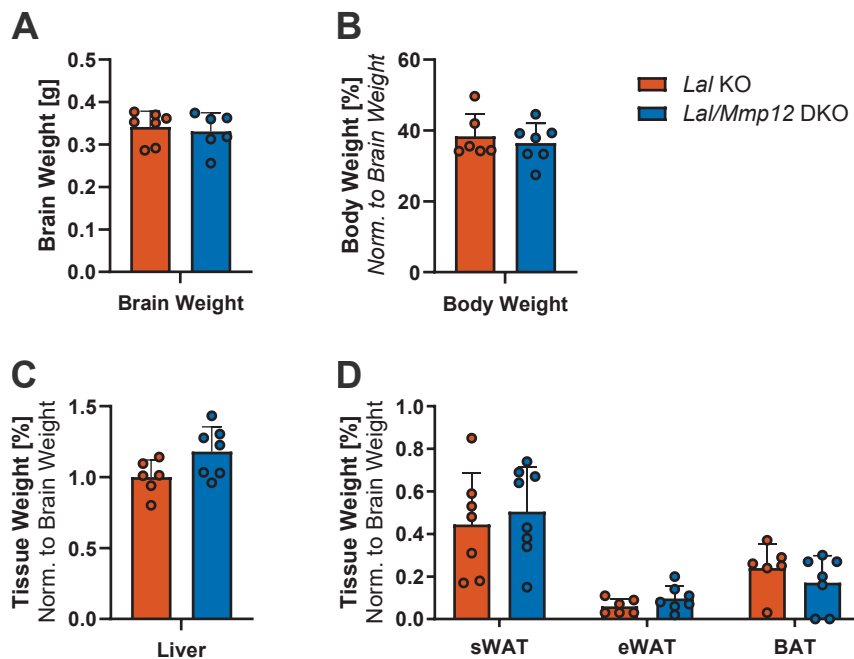 A
Brain Weight [g]
0.5
0.4
0.3
0.2
0.1
0.0
Brain Weight
B
Body Weight [%]
Norm. to Brain Weight
60
40
20
0
Body Weight
Lal KO
Lal/Mmp12 DKO
C
Tissue Weight [%]
Norm. to Brain Weight
1.5
1.0
0.5
0.0
Liver
D
Tissue Weight [%]
Norm. to Brain Weight
1.0
0.8
0.6
0.4
0.2
0.0
sWAT eWAT BAT